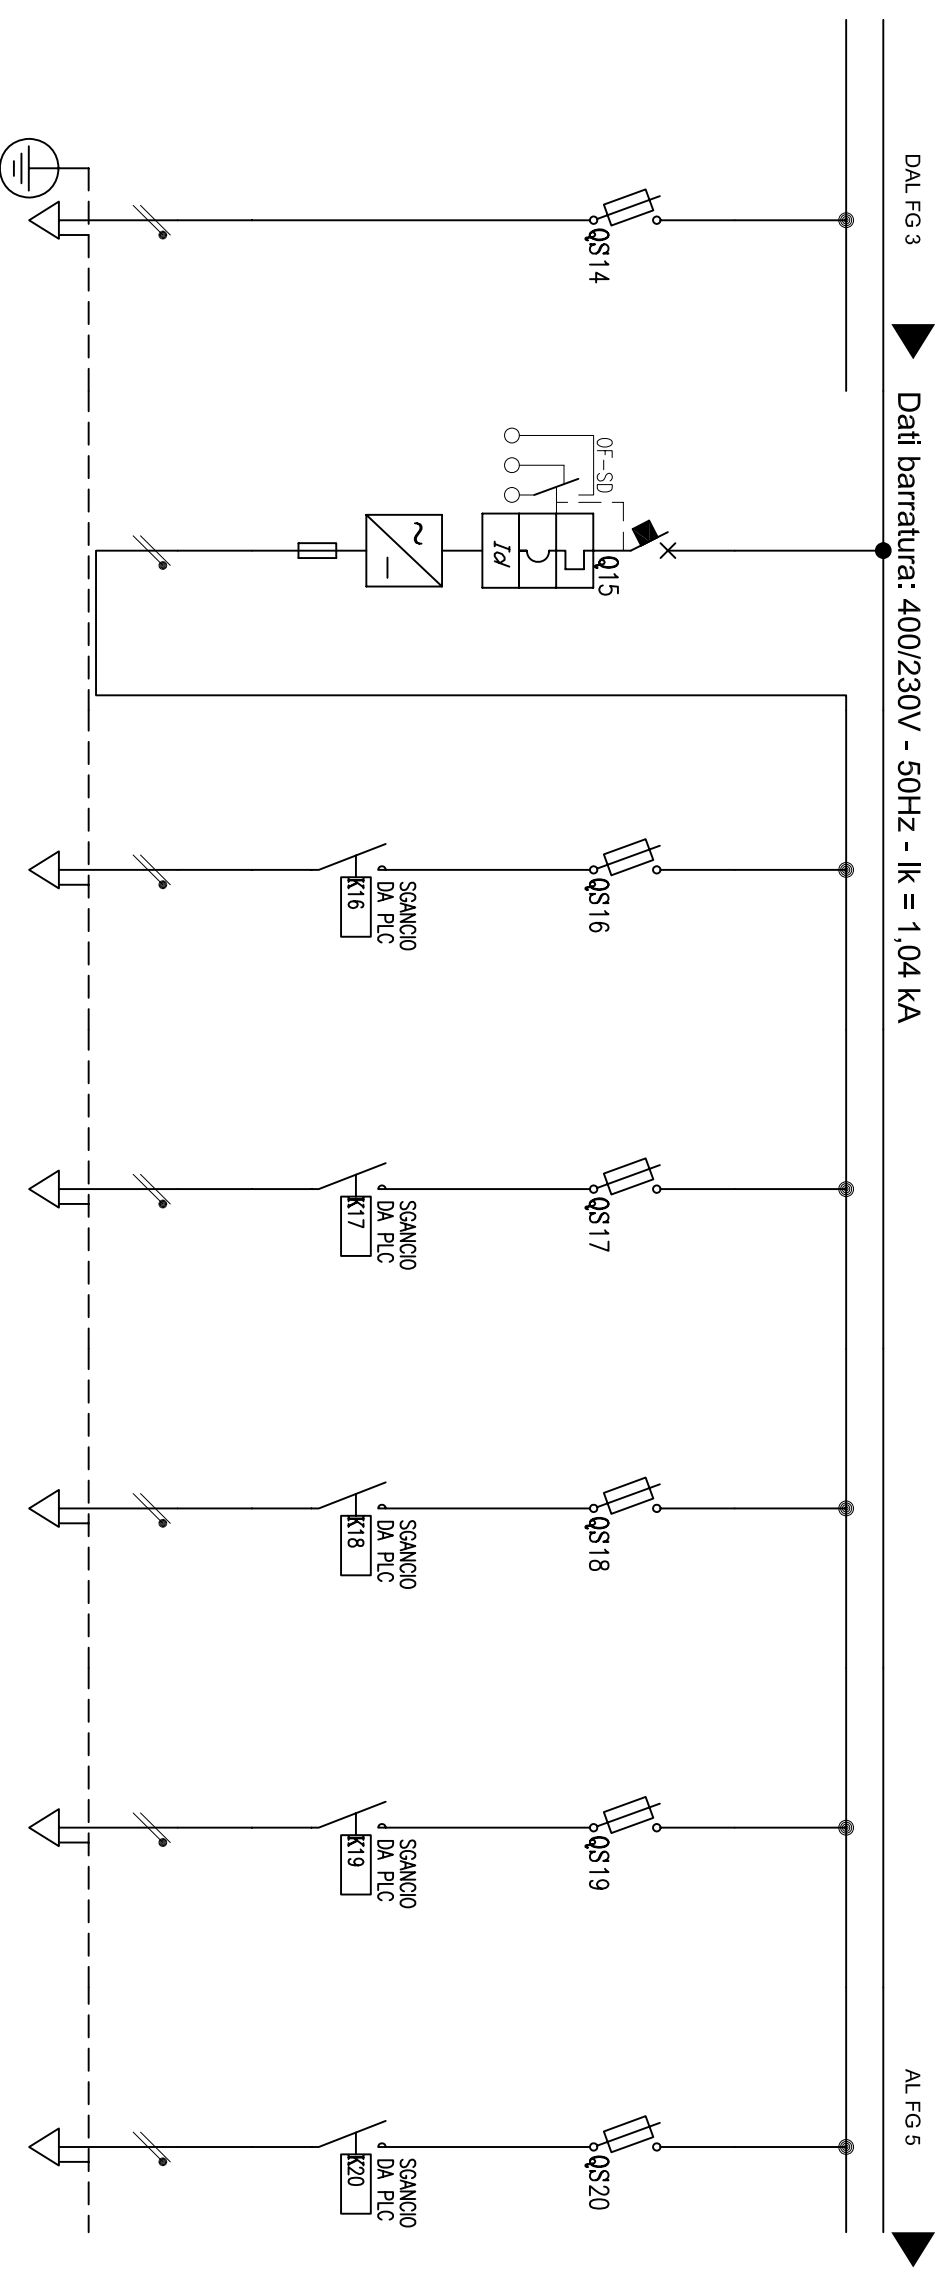 DAL FG 3
Dati barratura: 400/230V - 50Hz - Ik = 1,04 kA
AL FG 5
QS14
OF-SD
Q15
Id
~
QS16
SGANCIO
DA PLC
K16
QS17
SGANCIO
DA PLC
K17
QS18
SGANCIO
DA PLC
K18
QS19
SGANCIO
DA PLC
K19
QS20
SGANCIO
DA PLC
K20